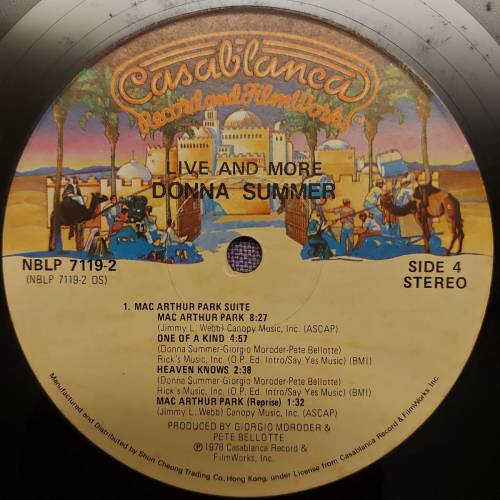 Casablanca
Record and FilmWorks
LIVE AND MORE
DONNA SUMMER
NBLP 7119-2
(NBLP 7119-2 DS)
SIDE 4
STEREO
1. MAC ARTHUR PARK SUITE
MAC ARTHUR PARK 8:27
(Jimmy L. Webb) Canopy Music, Inc. (ASCAP)
ONE OF A KIND 4:57
(Donna Summer-Giorgio Moroder-Pete Bellotte)
Rick's Music, Inc. (O.P. Ed. Intro/Say Yes Music) (BMI)
HEAVEN KNOWS 2:38
(Donna Summer-Giorgio Moroder-Pete Bellotte)
Rick's Music, Inc. (O.P. Ed. Intro/Say Yes Music) (BMI)
MAC ARTHUR PARK (Reprise) 1:32
(Jimmy L. Webb) Canopy Music, Inc. (ASCAP)
PRODUCED BY GIORGIO MORODER &
PETE BELLOTTE
℗ 1978 Casablanca Record &
FilmWorks, Inc.
Manufactured and Distributed by Shun Cheong Trading Co., Hong Kong, under License from Casablanca Record & FilmWorks, Inc.